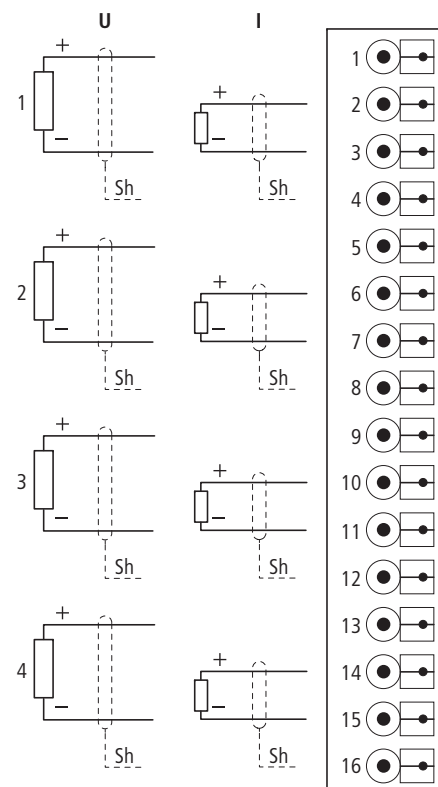 U I
+ 1
1 + 2
– – 3
Sh Sh 4
+ 5
2 + 6
– – 7
Sh Sh 8
+ 9
3 + 10
– – 11
Sh Sh 12
+ 13
4 + 14
– – 15
Sh Sh 16